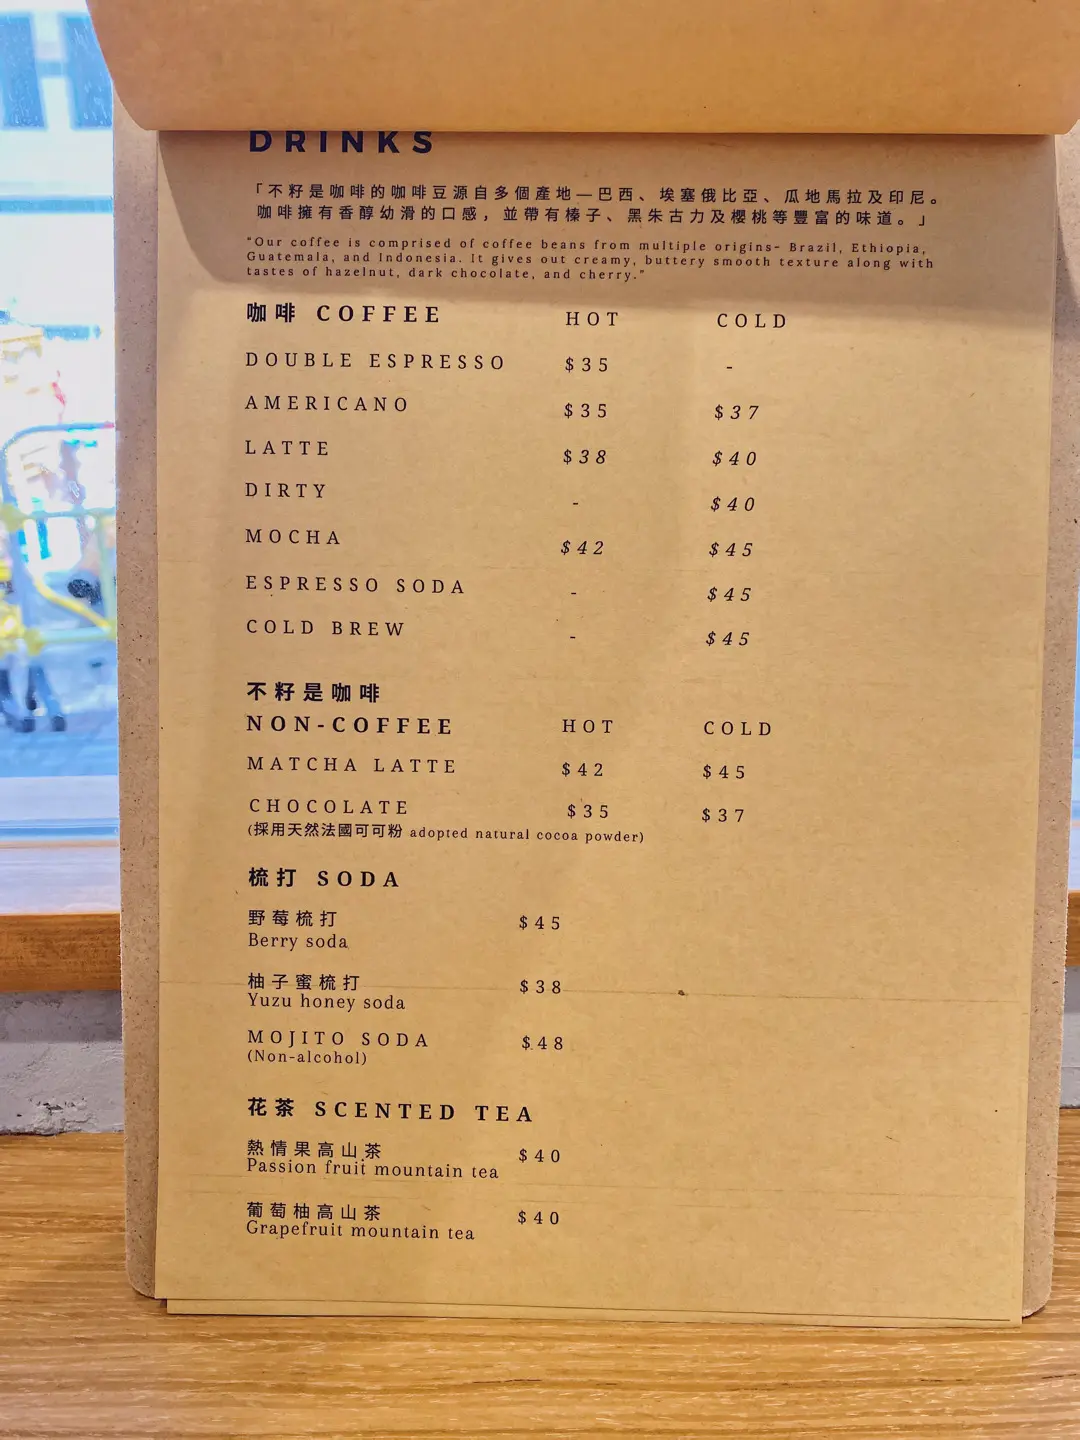 DRINKS
「不籽是咖啡的咖啡豆源自多個產地—巴西、埃塞俄比亞、瓜地馬拉及印尼。
咖啡擁有香醇幼滑的口感，並帶有榛子、黑朱古力及櫻桃等豐富的味道。」
"Our coffee is comprised of coffee beans from multiple origins- Brazil, Ethiopia,
Guatemala, and Indonesia. It gives out creamy, buttery smooth texture along with
tastes of hazelnut, dark chocolate, and cherry."
咖啡 COFFEE HOT COLD
DOUBLE ESPRESSO $35 -
AMERICANO $35 $37
LATTE $38 $40
DIRTY - $40
MOCHA $42 $45
ESPRESSO SODA - $45
COLD BREW - $45
不籽是咖啡
NON-COFFEE HOT COLD
MATCHA LATTE $42 $45
CHOCOLATE $35 $37
(採用天然法國可可粉 adopted natural cocoa powder)
梳打 SODA
野莓梳打 $45
Berry soda
柚子蜜梳打 $38
Yuzu honey soda
MOJITO SODA $48
(Non-alcohol)
花茶 SCENTED TEA
熱情果高山茶 $40
Passion fruit mountain tea
葡萄柚高山茶 $40
Grapefruit mountain tea